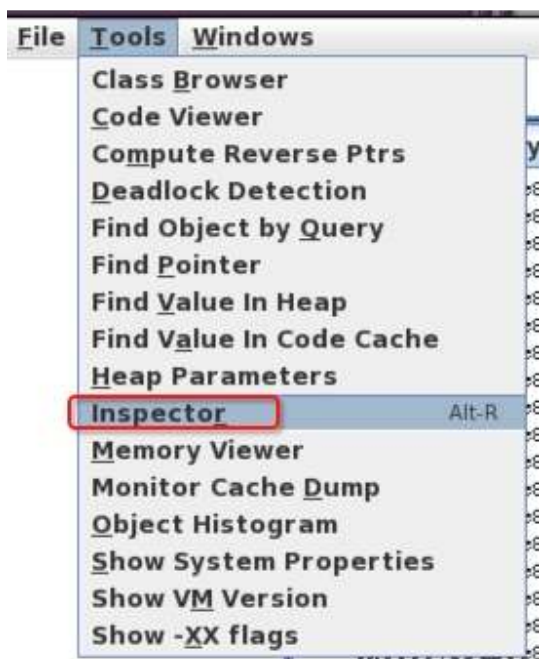 File Tools Windows
Class Browser
Code Viewer
Compute Reverse Ptrs
Deadlock Detection
Find Object by Query
Find Pointer
Find Value In Heap
Find Value In Code Cache
Heap Parameters
Inspector Alt-R
Memory Viewer
Monitor Cache Dump
Object Histogram
Show System Properties
Show VM Version
Show -XX flags